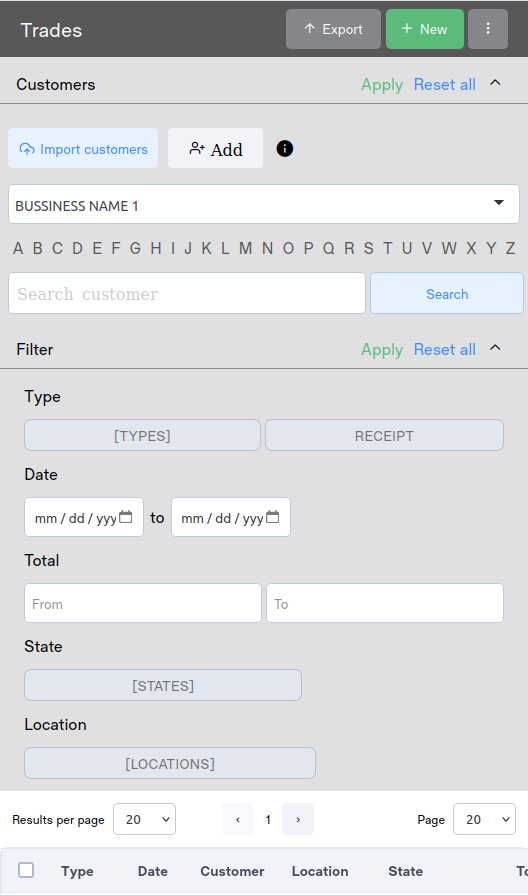 Trades Export New
Customers Apply Reset all
Import customers Add
BUSSINESS NAME 1
A B C D E F G H I J K L M N O P Q R S T U V W X Y Z
Search customer Search
Filter Apply Reset all
Type
[TYPES] RECEIPT
Date
mm / dd / yyy to mm / dd / yyy
Total
From To
State
[STATES]
Location
[LOCATIONS]
Results per page 20 ‹ 1 › Page 20
Type Date Customer Location State To